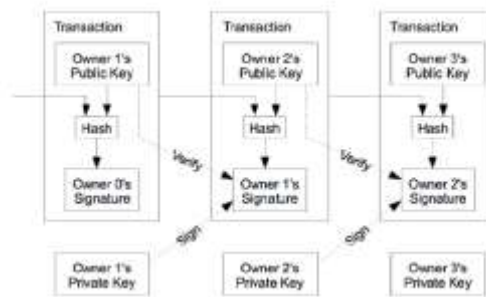 Transaction
Owner 1's
Public Key
Hash
Owner 0's
Signature
Transaction
Owner 2's
Public Key
Hash
Verify
Owner 1's
Signature
Transaction
Owner 3's
Public Key
Hash
Verify
Owner 2's
Signature
Sign
Sign
Owner 1's
Private Key
Owner 2's
Private Key
Owner 3's
Private Key